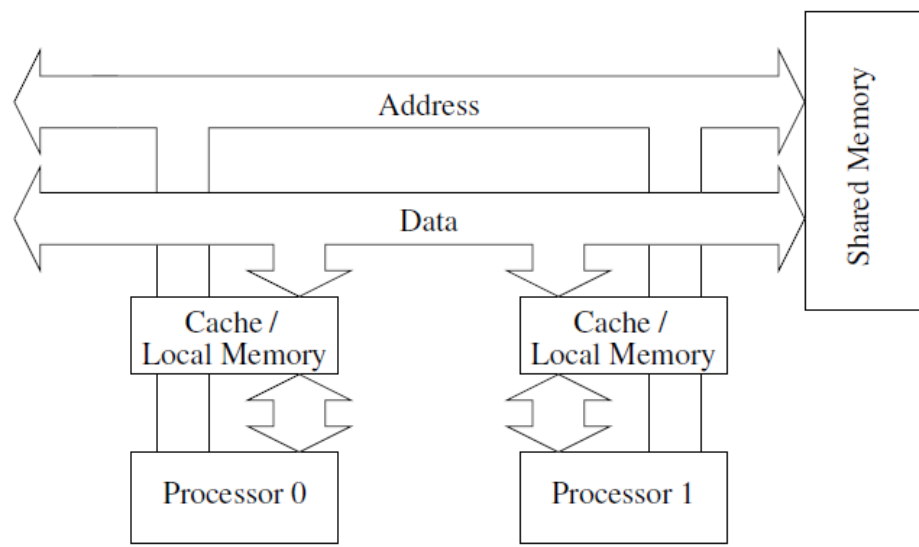 Address
Shared Memory
Data
Cache /
Local Memory
Cache /
Local Memory
Processor 0
Processor 1